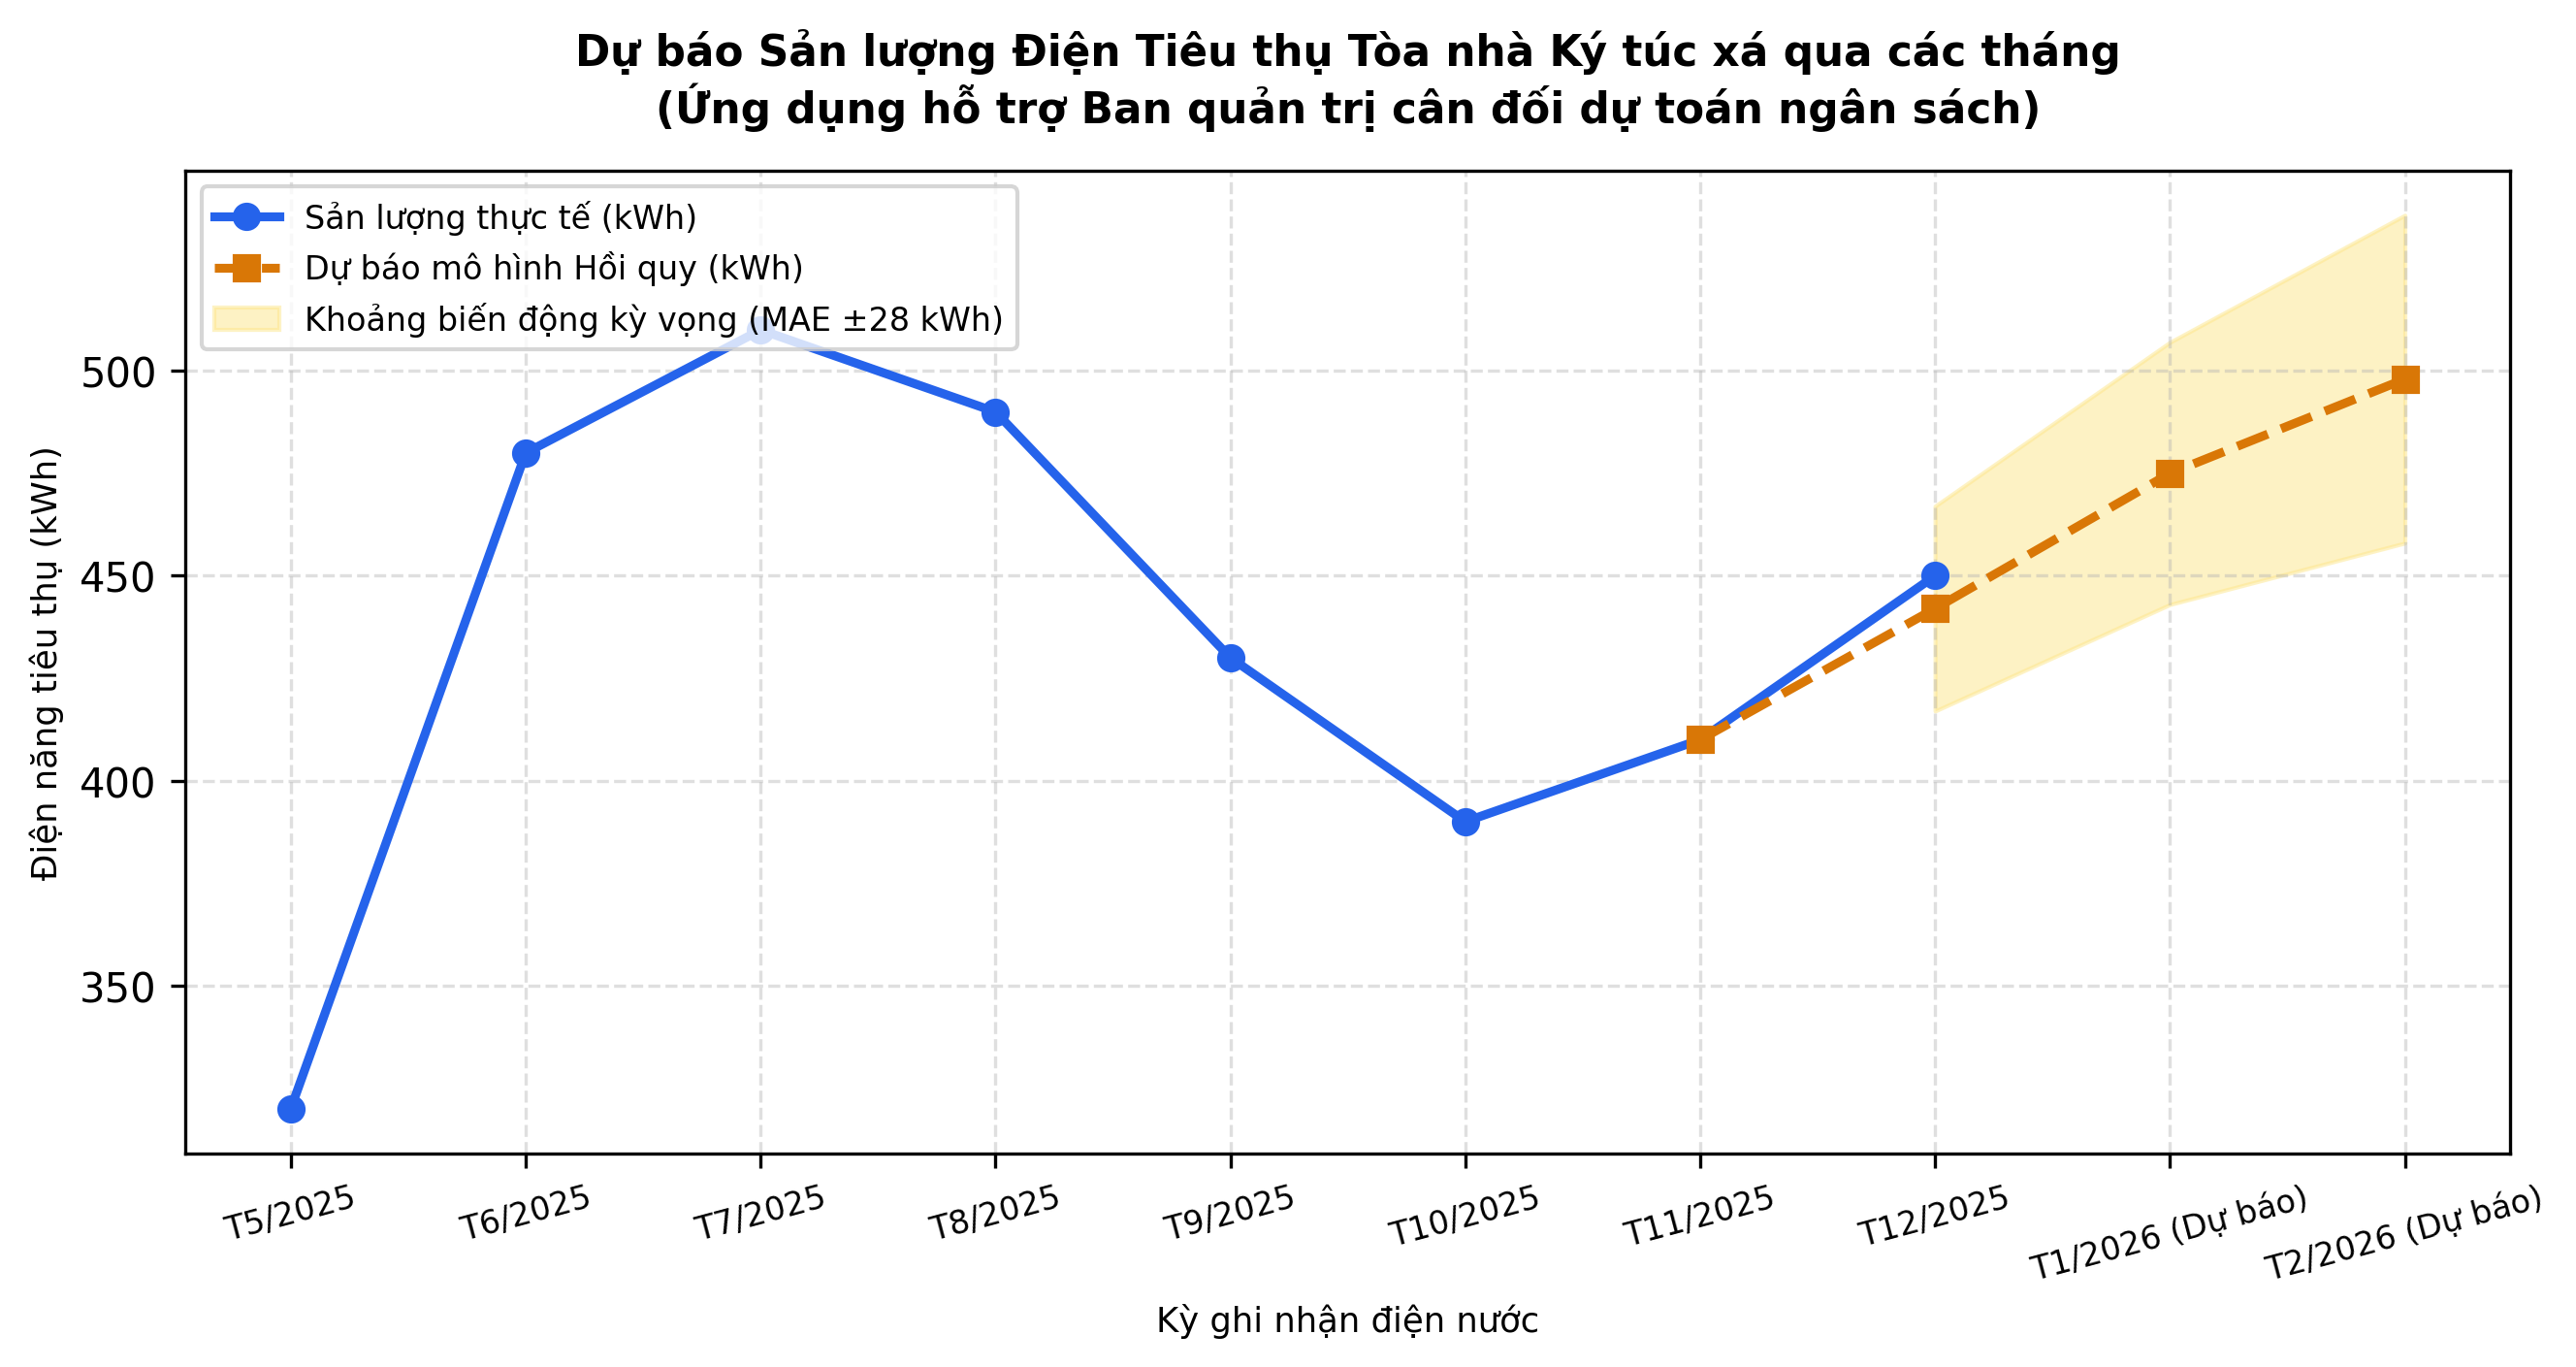 Dự báo Sản lượng Điện Tiêu thụ Tòa nhà Ký túc xá qua các tháng
(Ứng dụng hỗ trợ Ban quản trị cân đối dự toán ngân sách)
Sản lượng thực tế (kWh)
Dự báo mô hình Hồi quy (kWh)
Khoảng biến động kỳ vọng (MAE ±28 kWh)
Điện năng tiêu thụ (kWh)
500
450
400
350
T5/2025
T6/2025
T7/2025
T8/2025
T9/2025
T10/2025
T11/2025
T12/2025
T1/2026 (Dự báo)
T2/2026 (Dự báo)
Kỳ ghi nhận điện nước